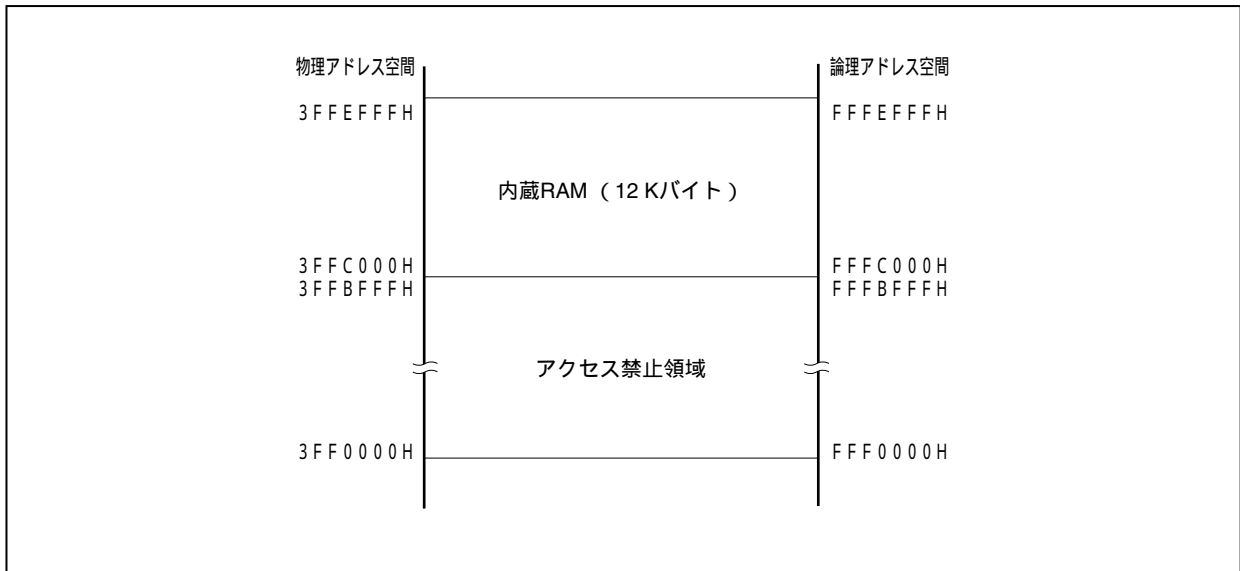 物理アドレス空間 論理アドレス空間
3FFEFFFH FFFEFFFH
内蔵RAM（12 Kバイト）
3FFC000H FFFC000H
3FFBFFFH FFFBFFFH
アクセス禁止領域
3FF0000H FFF0000H